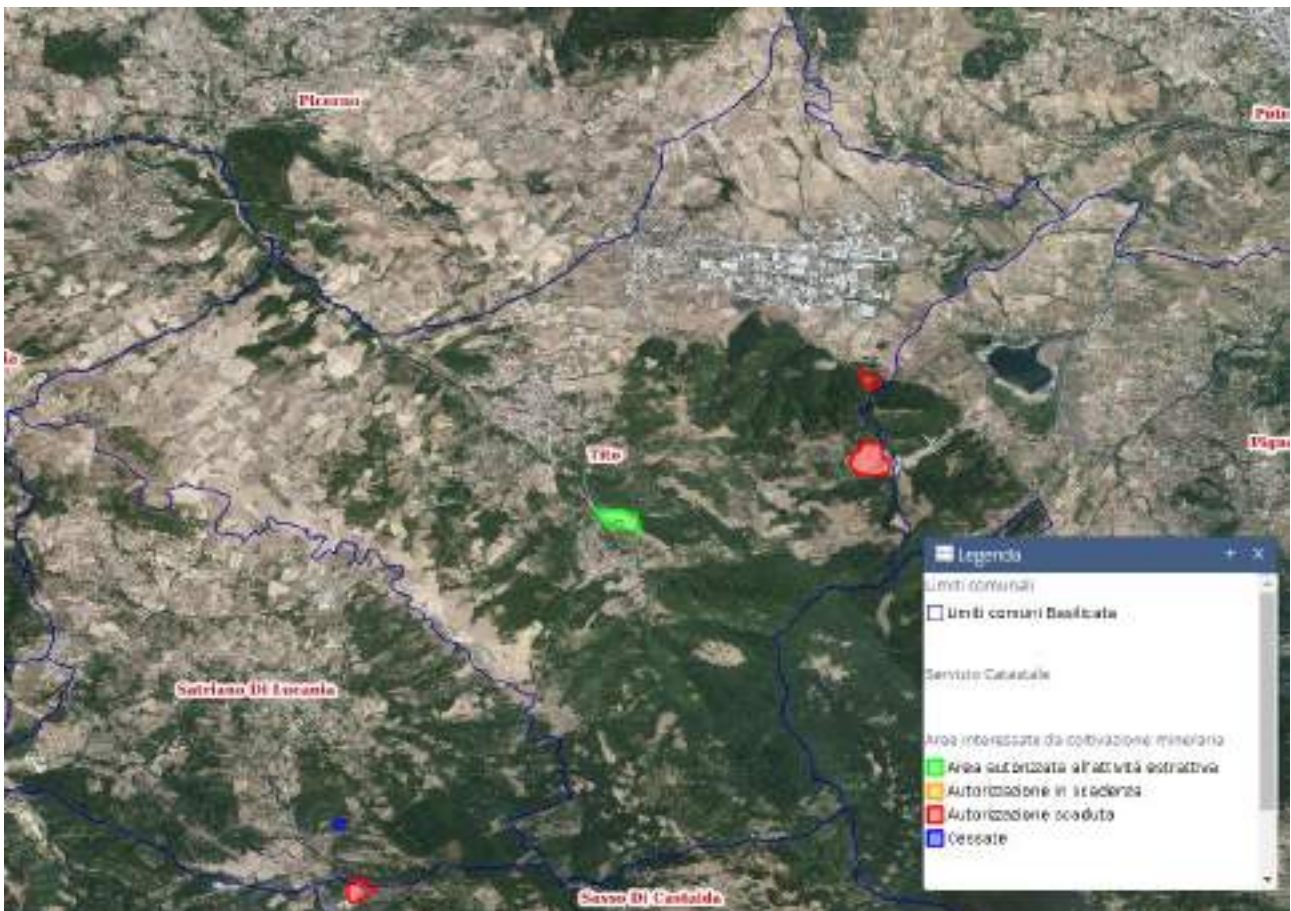 Picerno
Tito
Satriano Di Lucania
Sasso Di Castalda
Legenda + x
Limiti comunali
Limiti comuni Basilicata
Servizio Catastale
Aree interessate da coltivazione mineraria
Area autorizzata all'attività estrattiva
Autorizzazione in scadenza
Autorizzazione scaduta
Cessate